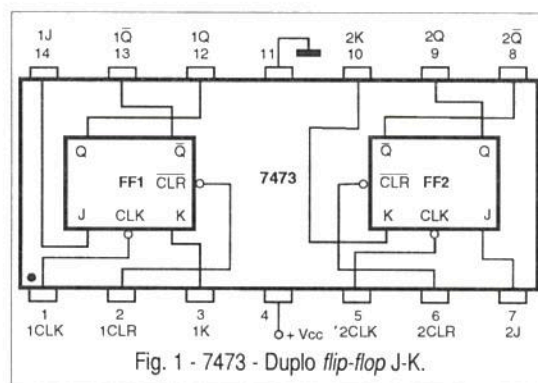 1J 1Q̅ 1Q 2K 2Q 2Q̅
14 13 12 11 10 9 8
Q Q̅ Q̅ Q
FF1 C̅L̅R̅ 7473 C̅L̅R̅ FF2
J CLK K K CLK J
1 2 3 4 5 6 7
1CLK 1CLR 1K + Vcc '2CLK 2CLR 2J
Fig. 1 - 7473 - Duplo flip-flop J-K.